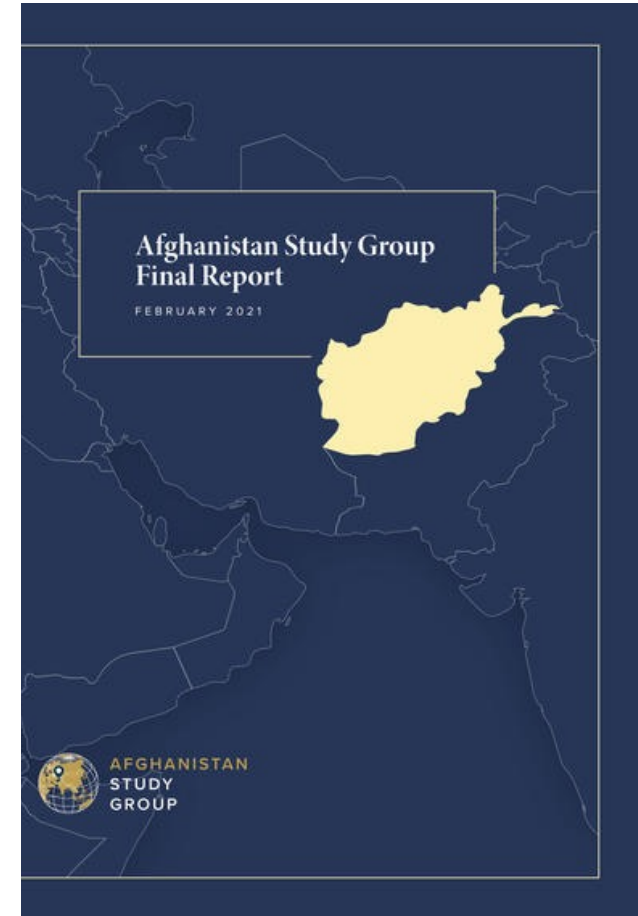 Afghanistan Study Group
Final Report
FEBRUARY 2021
AFGHANISTAN
STUDY
GROUP